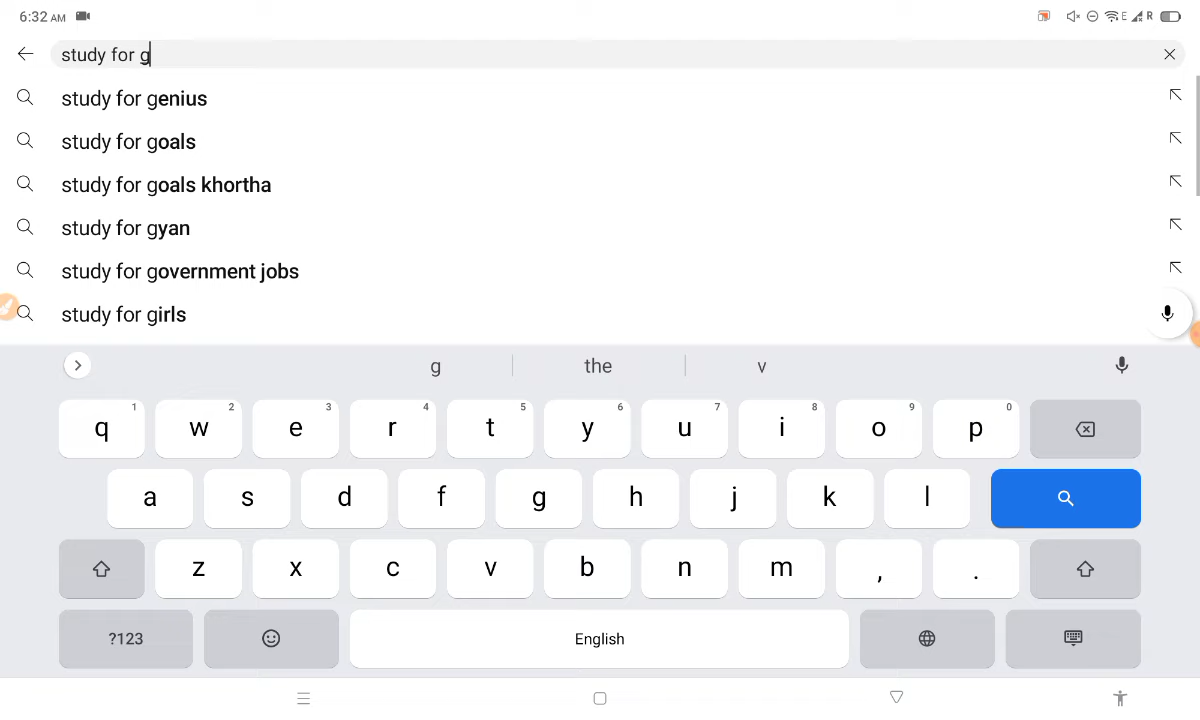 6:32 AM
E R
study for g
study for genius
study for goals
study for goals khortha
study for gyan
study for government jobs
study for girls
g the v
q 1 w 2 e 3 r 4 t 5 y 6 u 7 i 8 o 9 p 0
a s d f g h j k l
z x c v b n m , .
?123 English